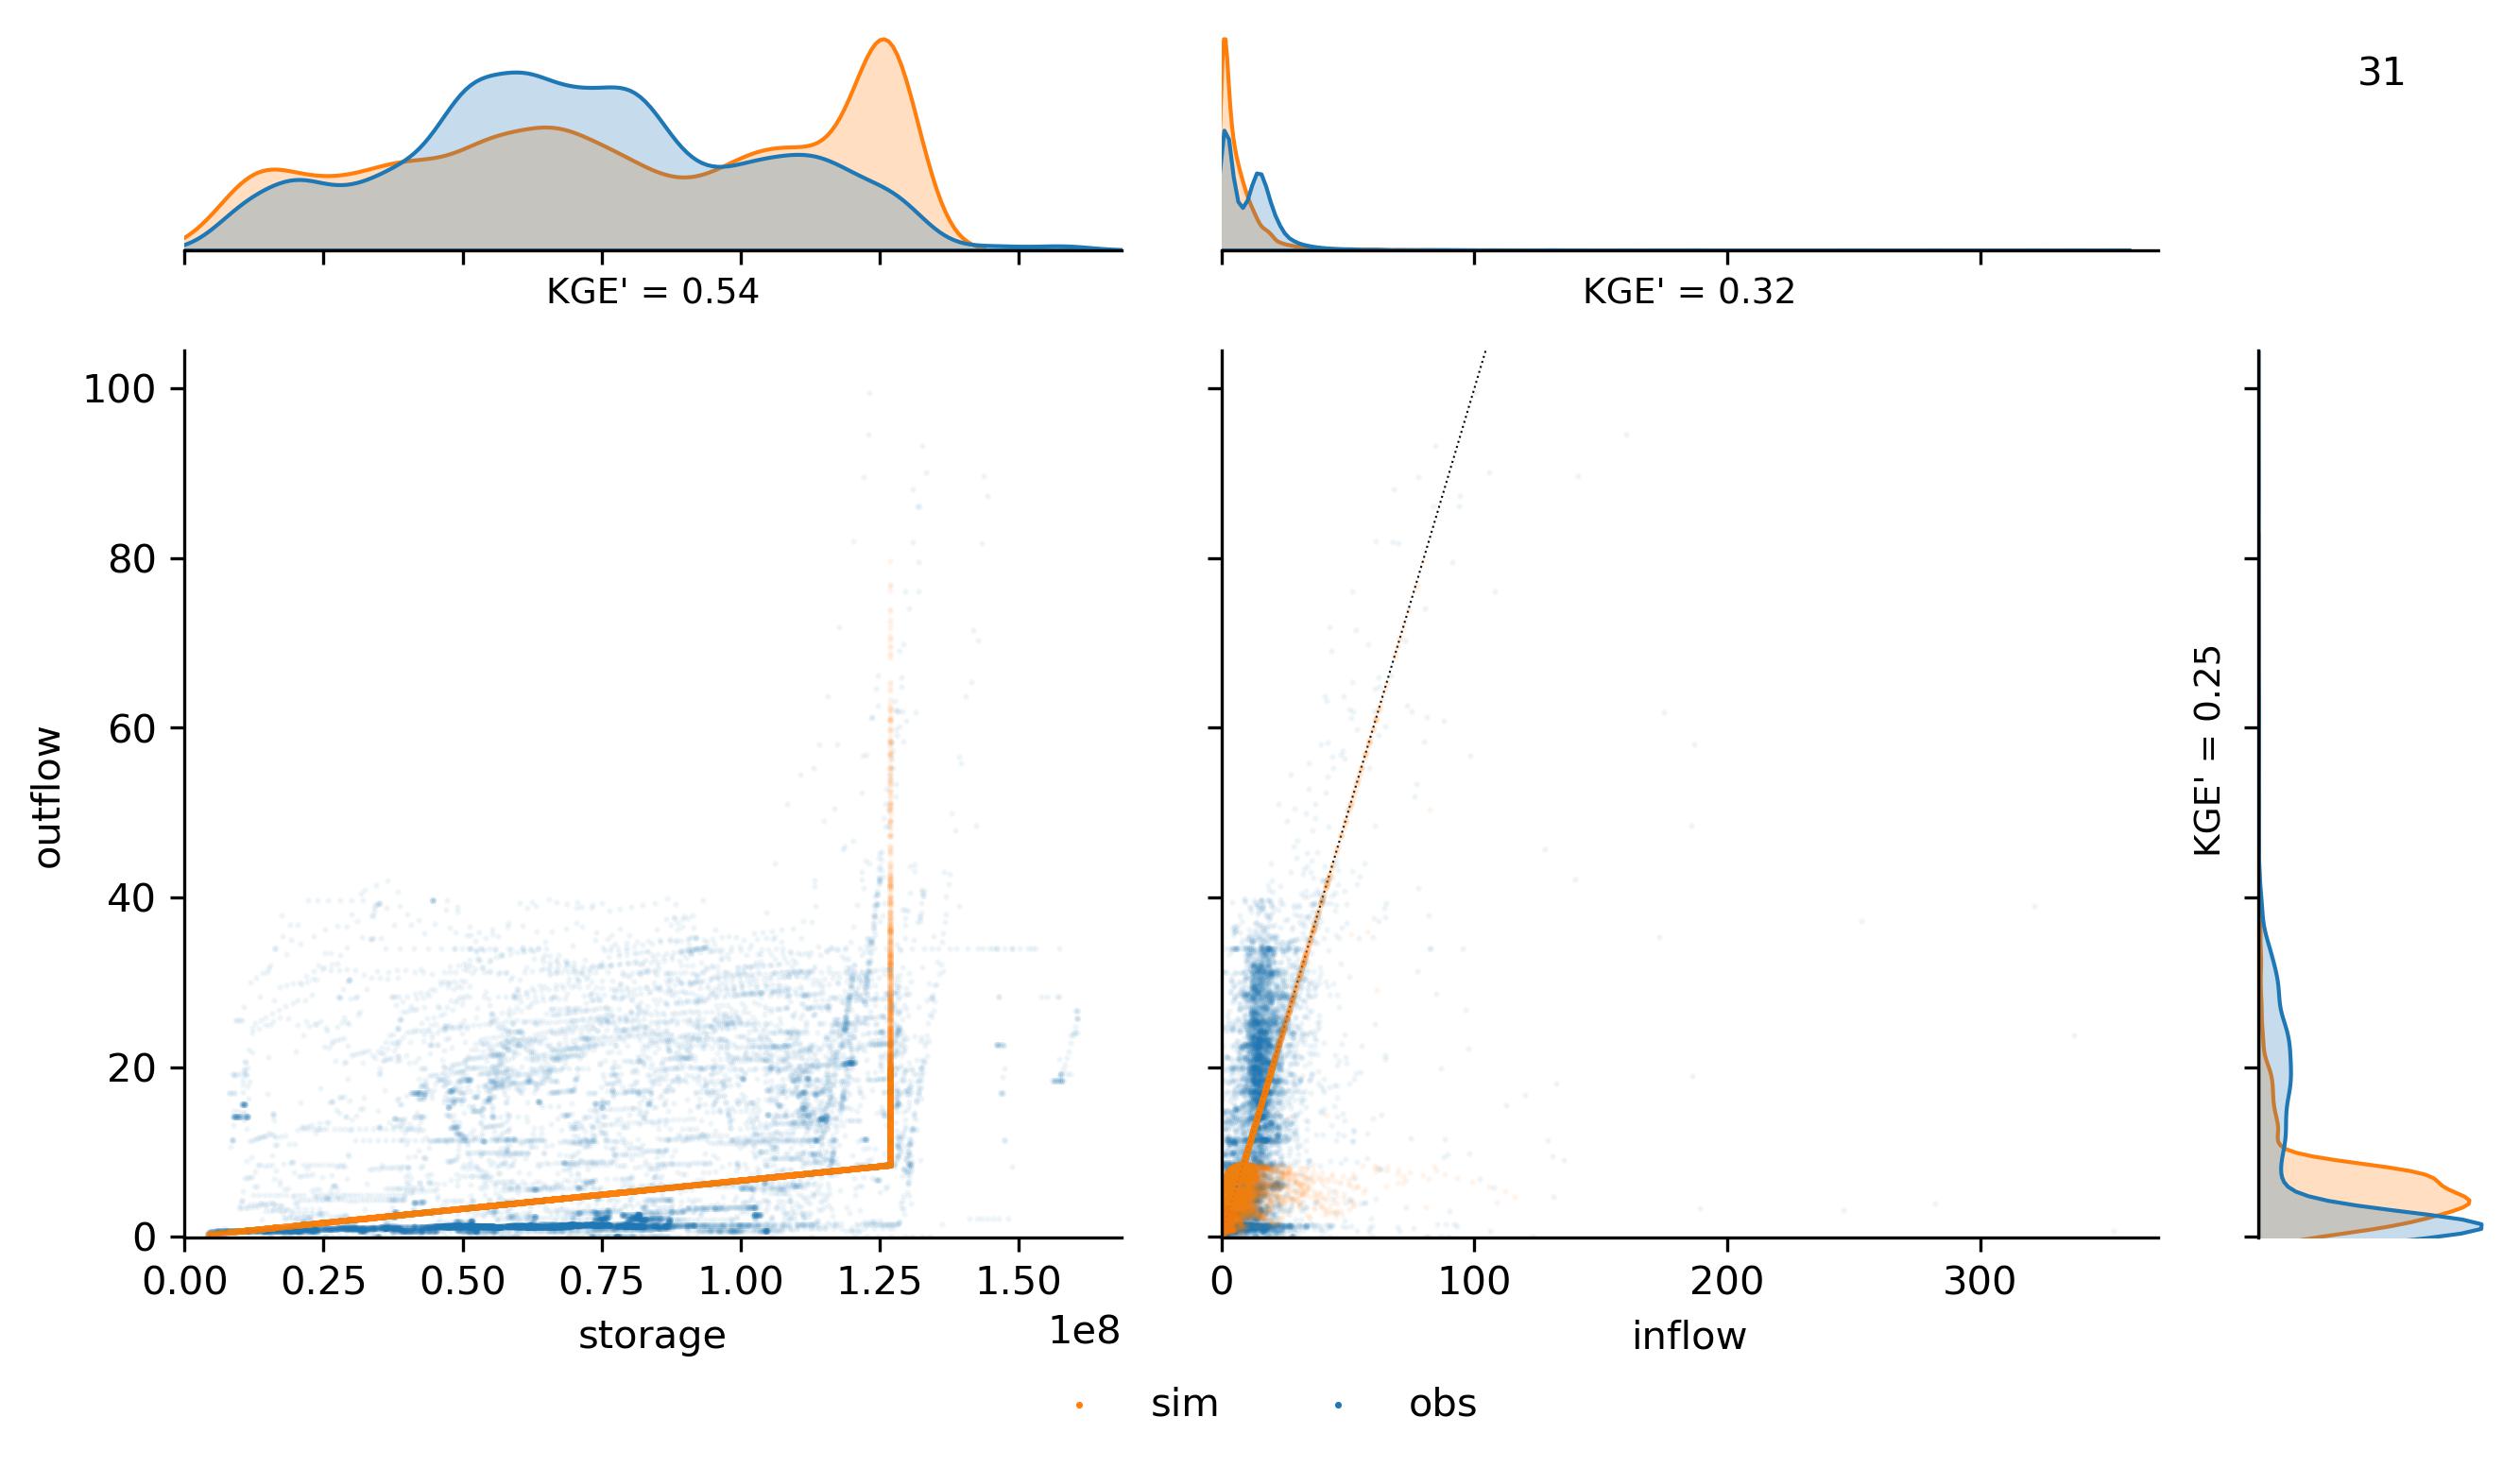 31
KGE' = 0.54
KGE' = 0.32
100
80
60
40
20
0
outflow
KGE' = 0.25
0.00 0.25 0.50 0.75 1.00 1.25 1.50
0 100 200 300
1e8
storage
inflow
sim obs